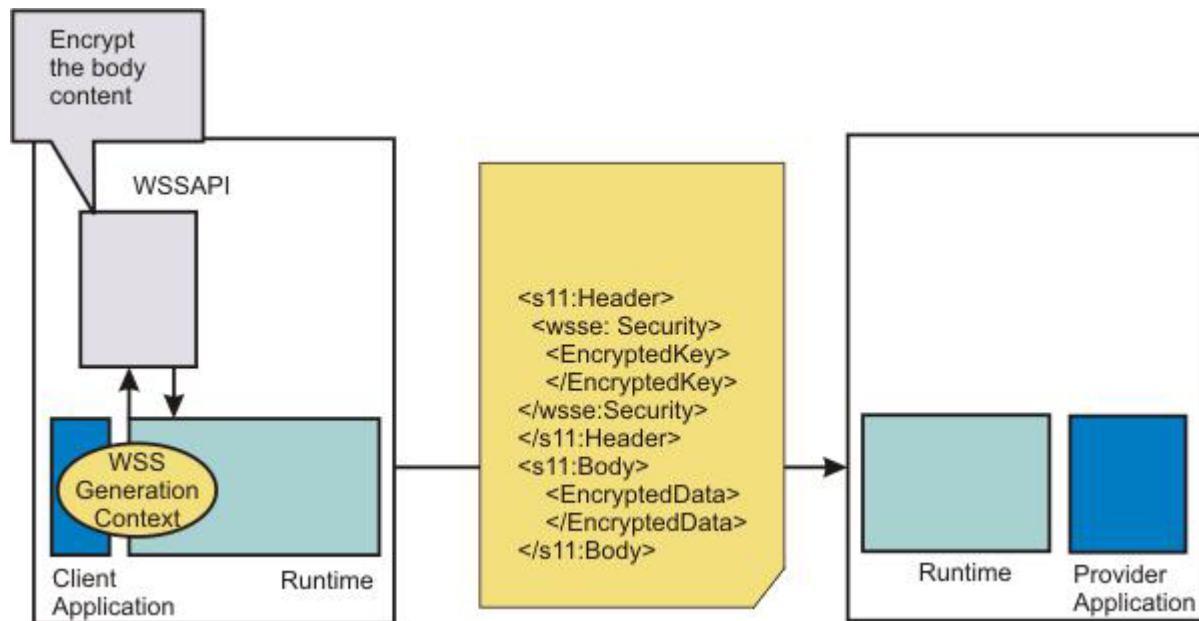 Encrypt
the body
content
WSSAPI
WSS
Generation
Context
Client
Application
Runtime
<s11:Header>
<wsse: Security>
<EncryptedKey>
</EncryptedKey>
</wsse:Security>
</s11:Header>
<s11:Body>
<EncryptedData>
</EncryptedData>
</s11:Body>
Runtime
Provider
Application